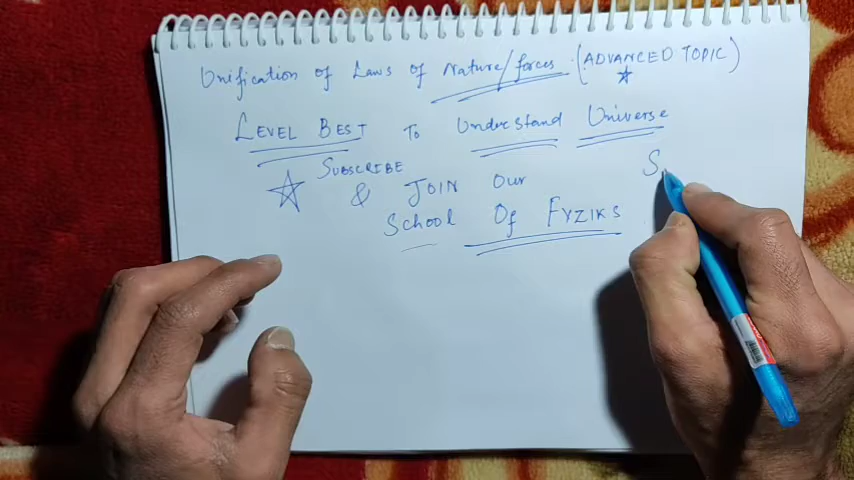 Unification of Laws of Nature/forces. (ADVANCED TOPIC)
LEVEL BEST TO Understand Universe
SUBSCRIBE
& JOIN Our S
School Of FYZIKS